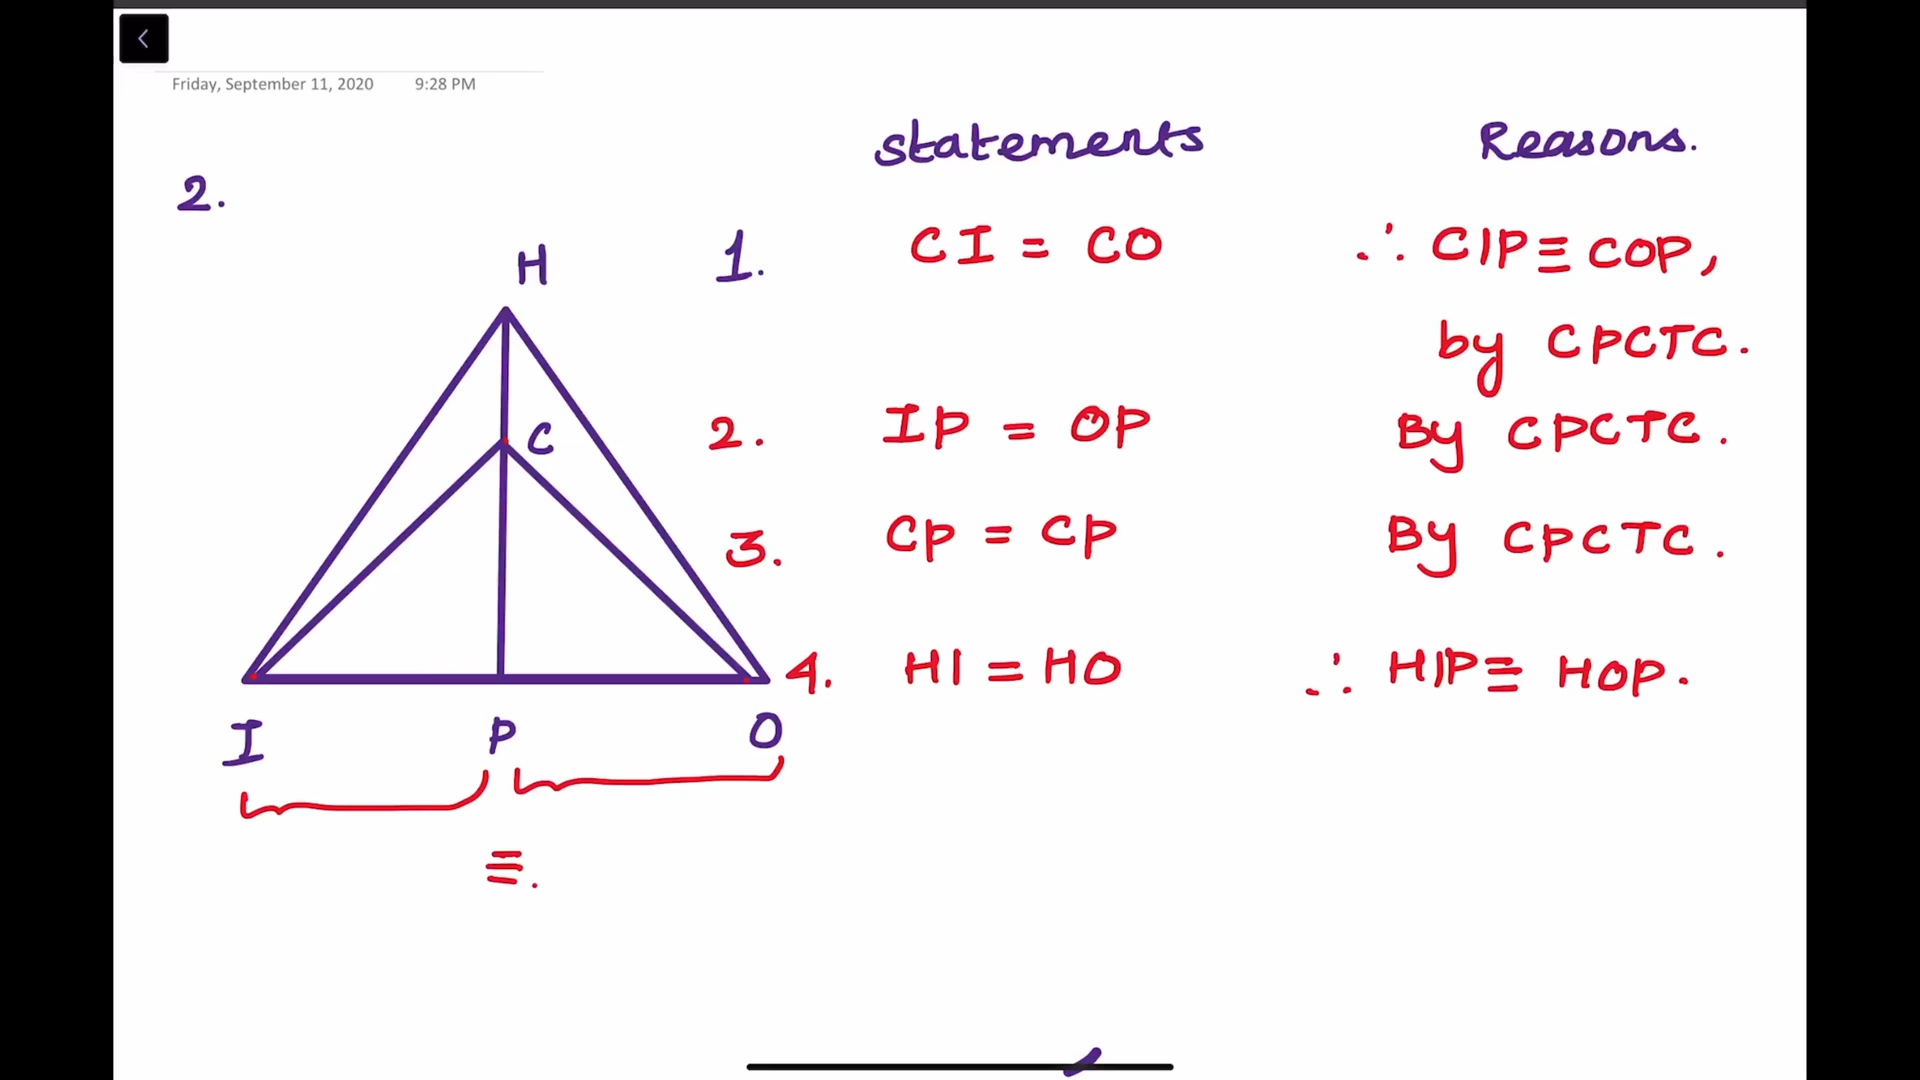 Friday, September 11, 2020 9:28 PM
statements Reasons.
2.
H
C
I P O
≡.
1. CI = CO ∴ CIP ≡ COP,
by CPCTC.
2. IP = OP By CPCTC.
3. CP = CP By CPCTC.
4. HI = HO ∴ HIP ≡ HOP.